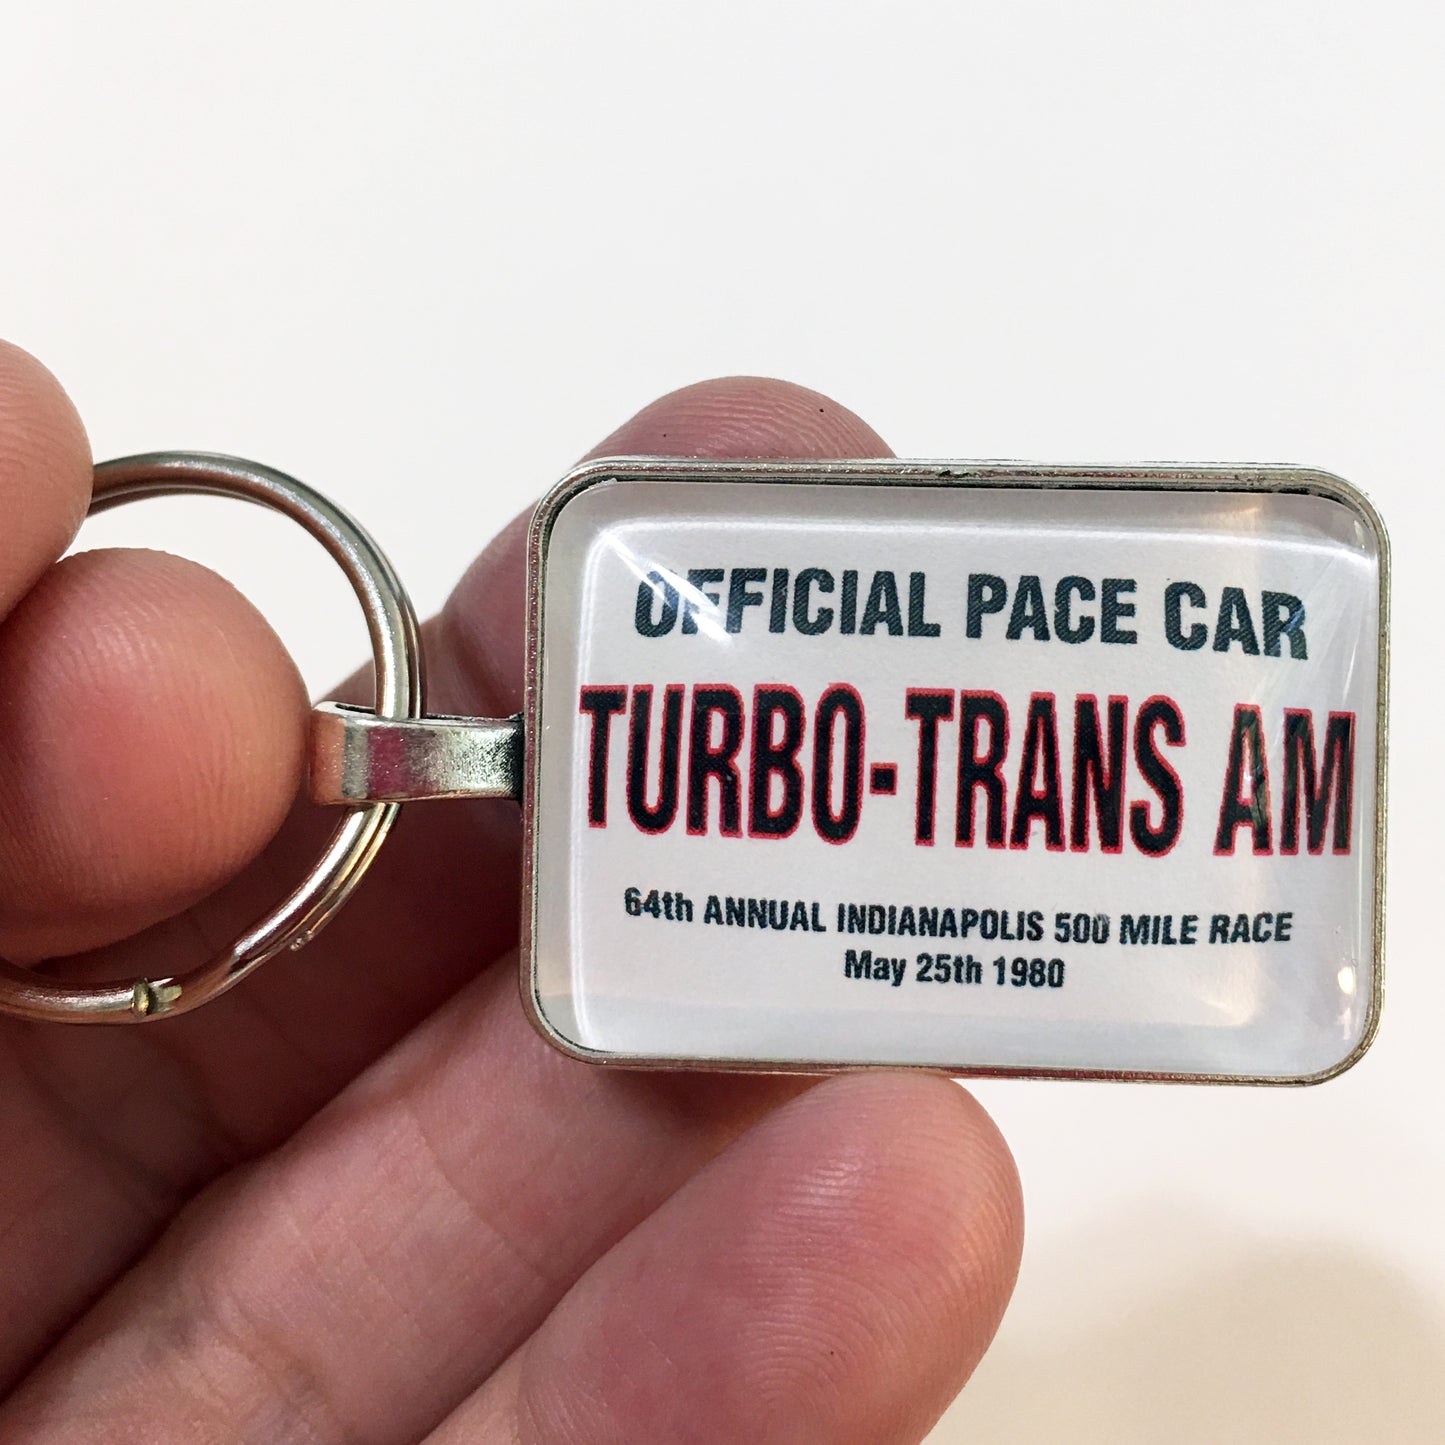 OFFICIAL PACE CAR
TURBO-TRANS AM
64th ANNUAL INDIANAPOLIS 500 MILE RACE
May 25th 1980